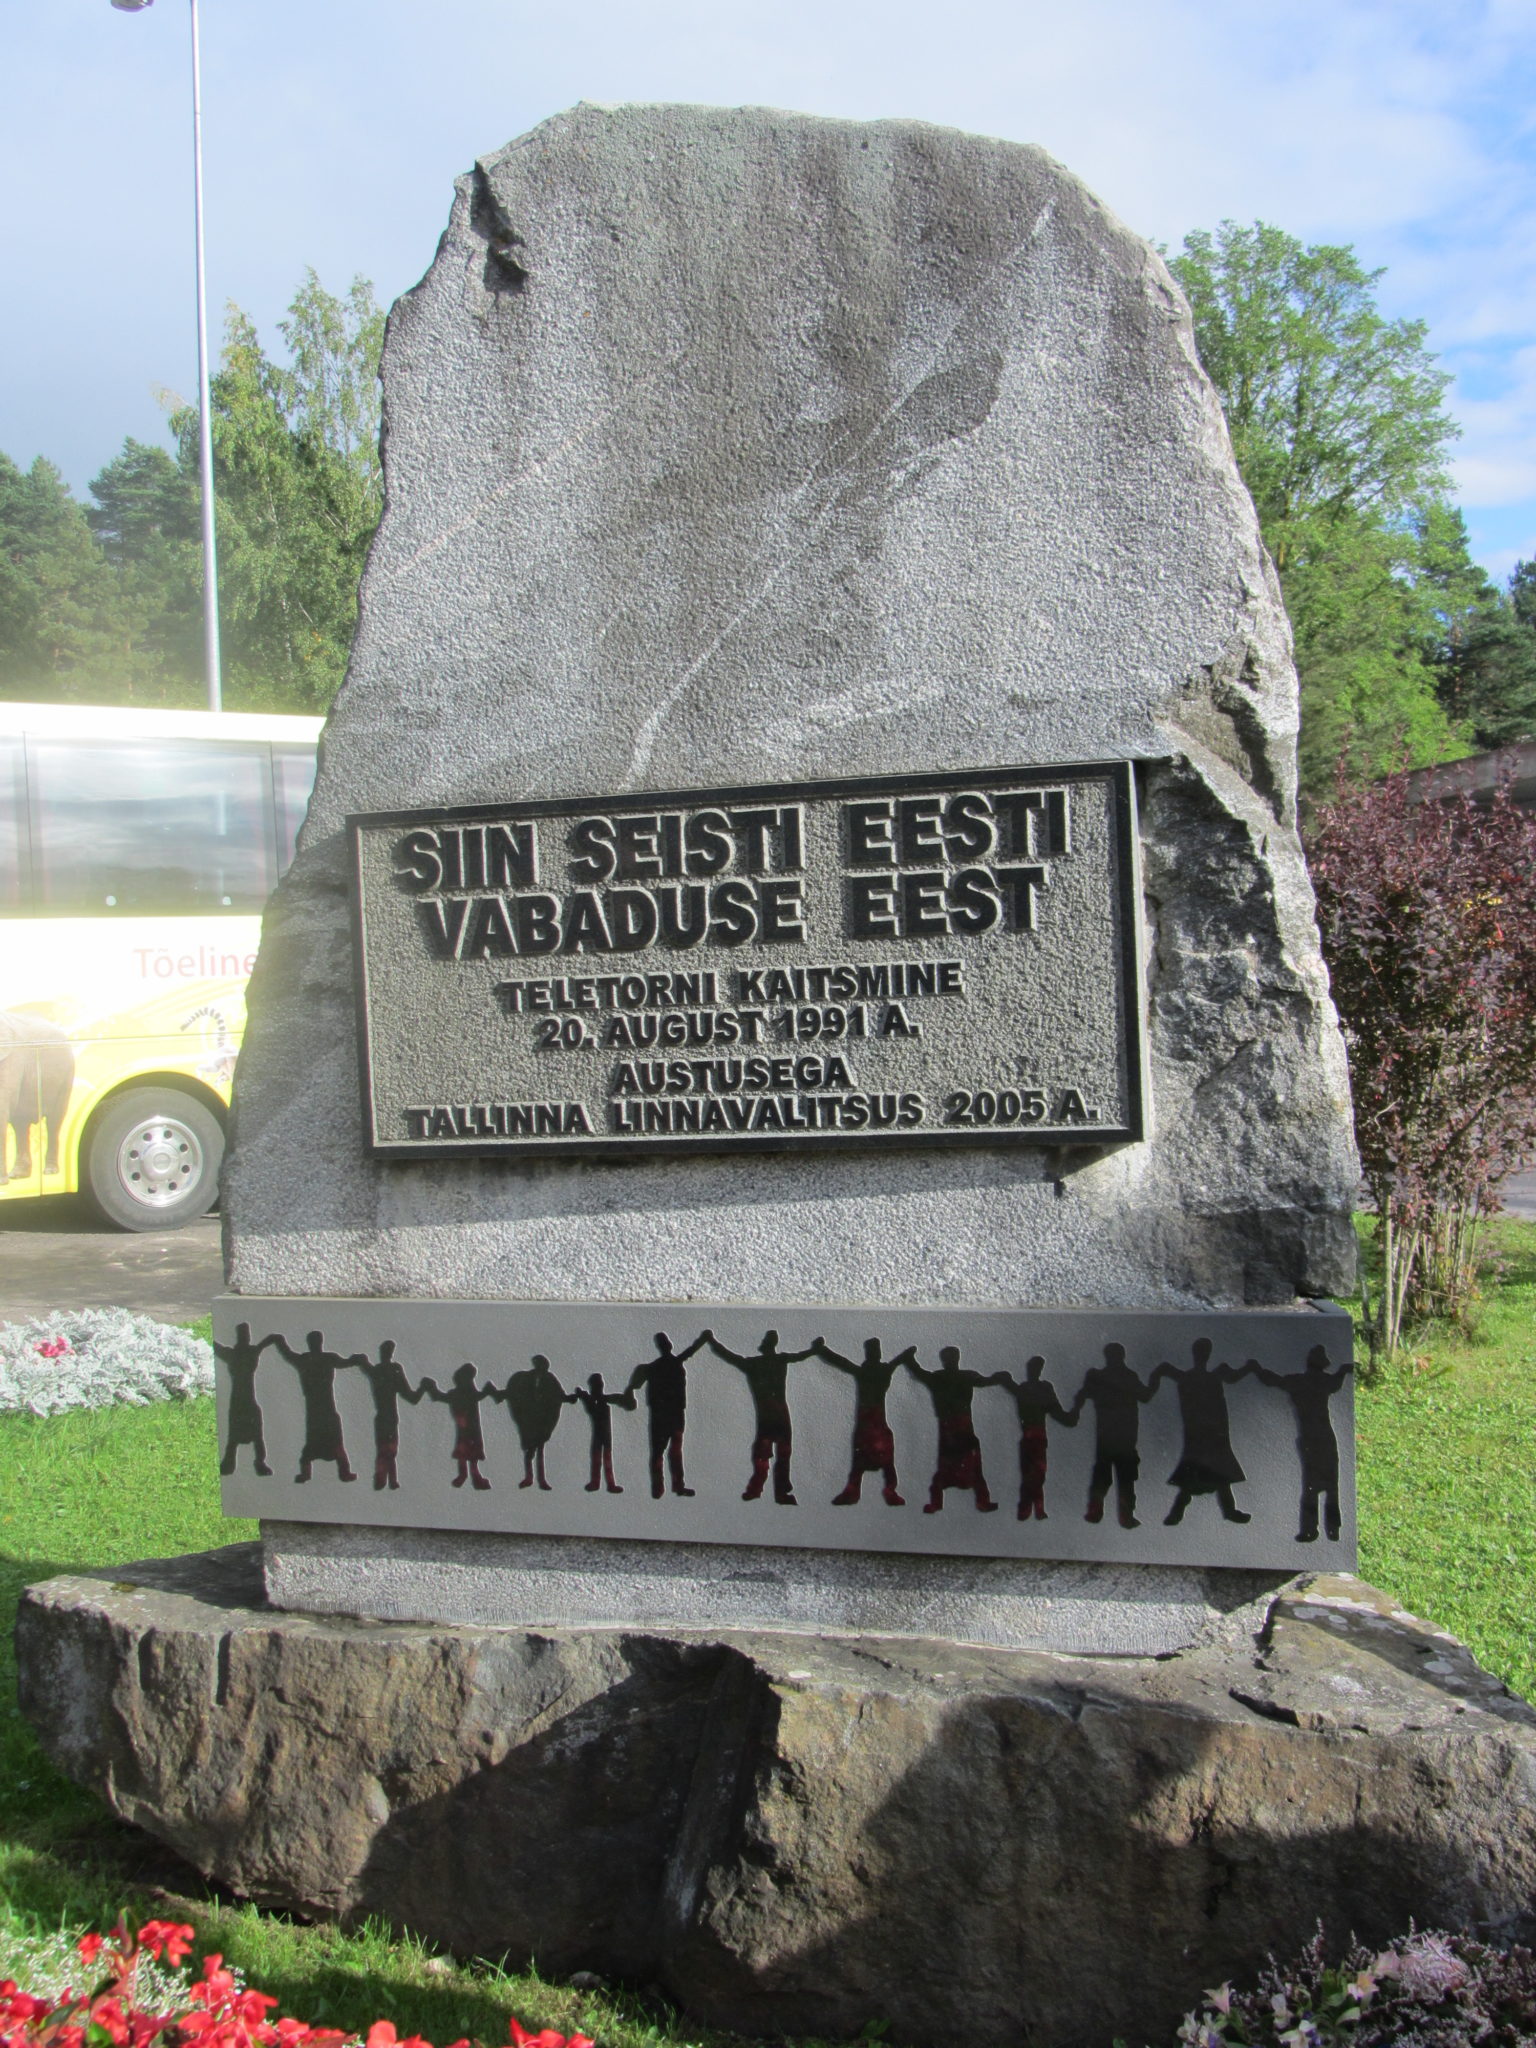 SIIN SEISTI EESTI
VABADUSE EEST
TELETORNI KAITSMINE
20. AUGUST 1991 A.
AUSTUSEGA
TALLINNA LINNAVALITSUS 2005 A.
Tõeline